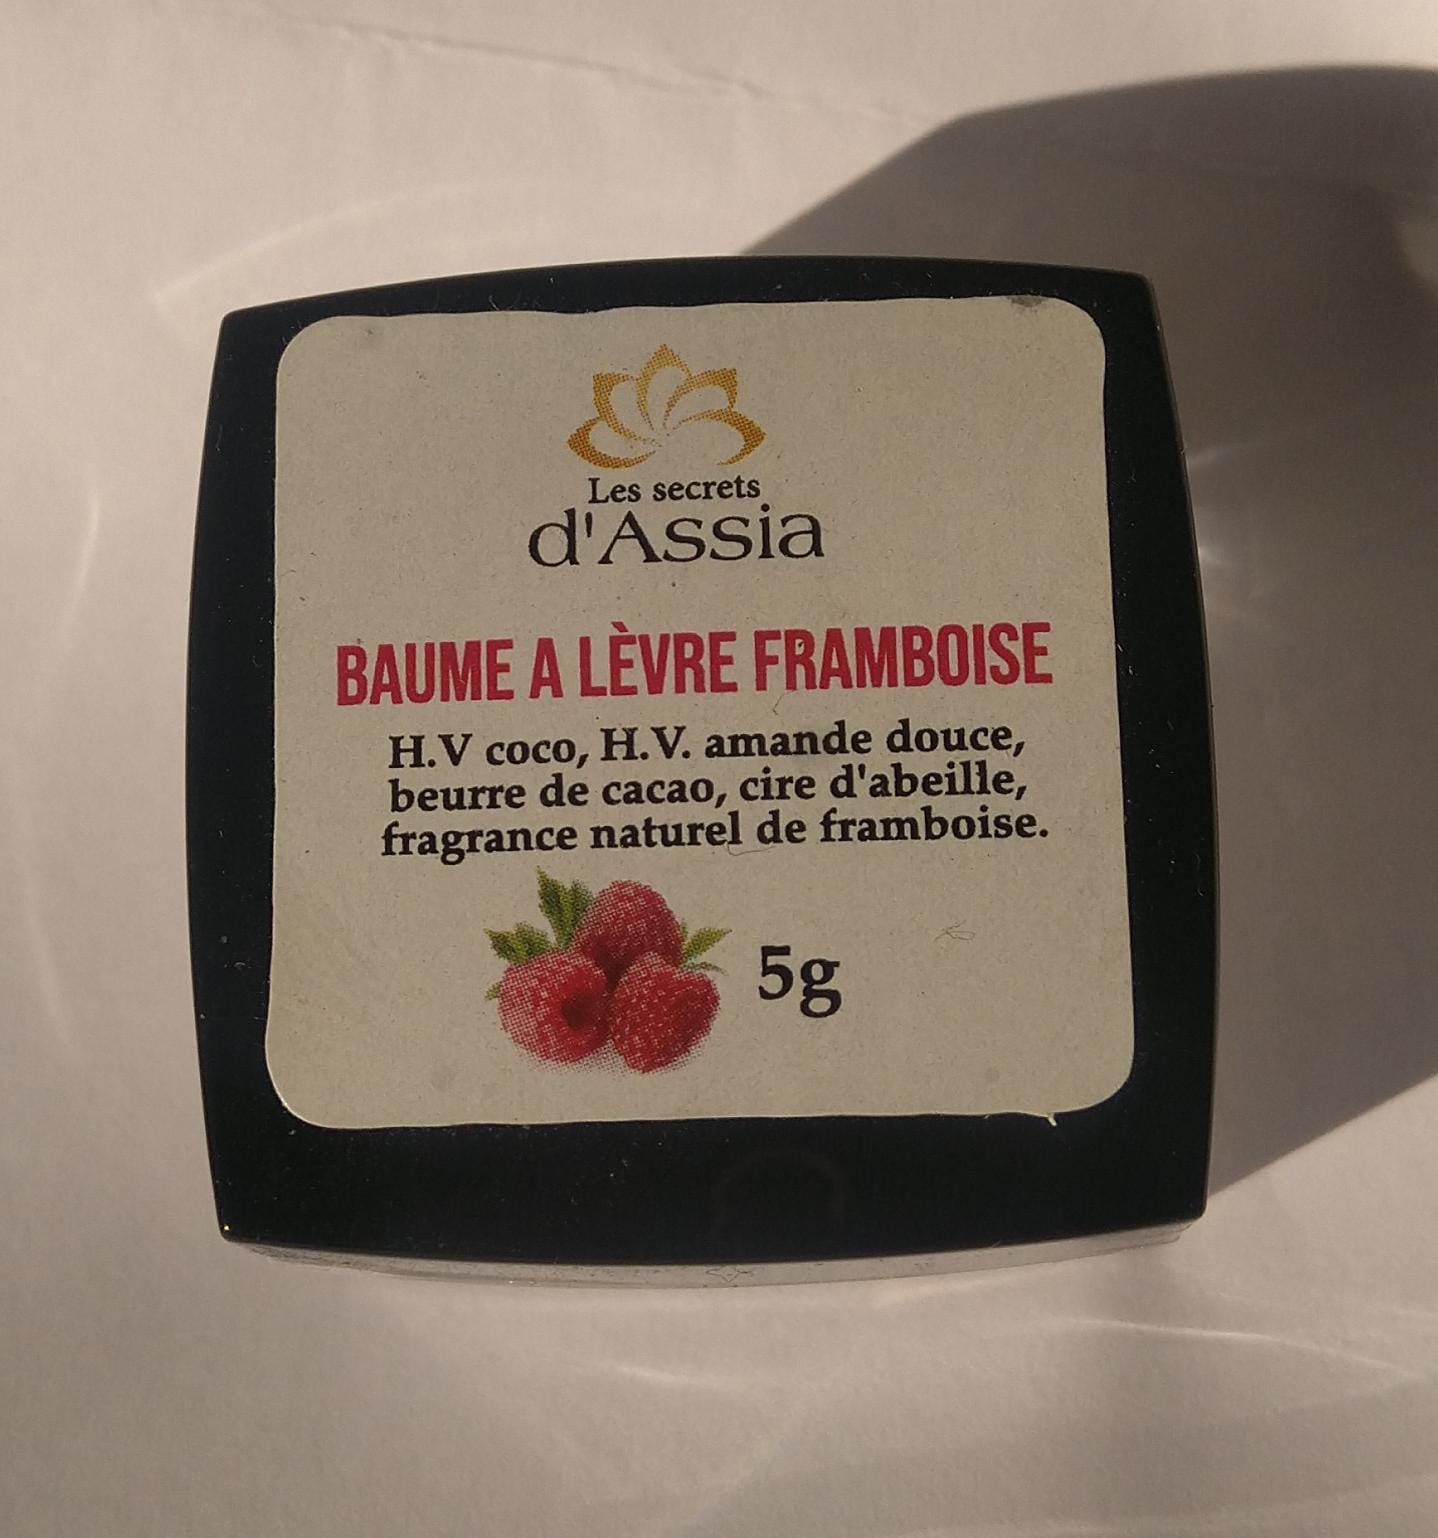 Les secrets
d'Assia
BAUME A LÈVRE FRAMBOISE
H.V coco, H.V. amande douce,
beurre de cacao, cire d'abeille,
fragrance naturel de framboise.
5g